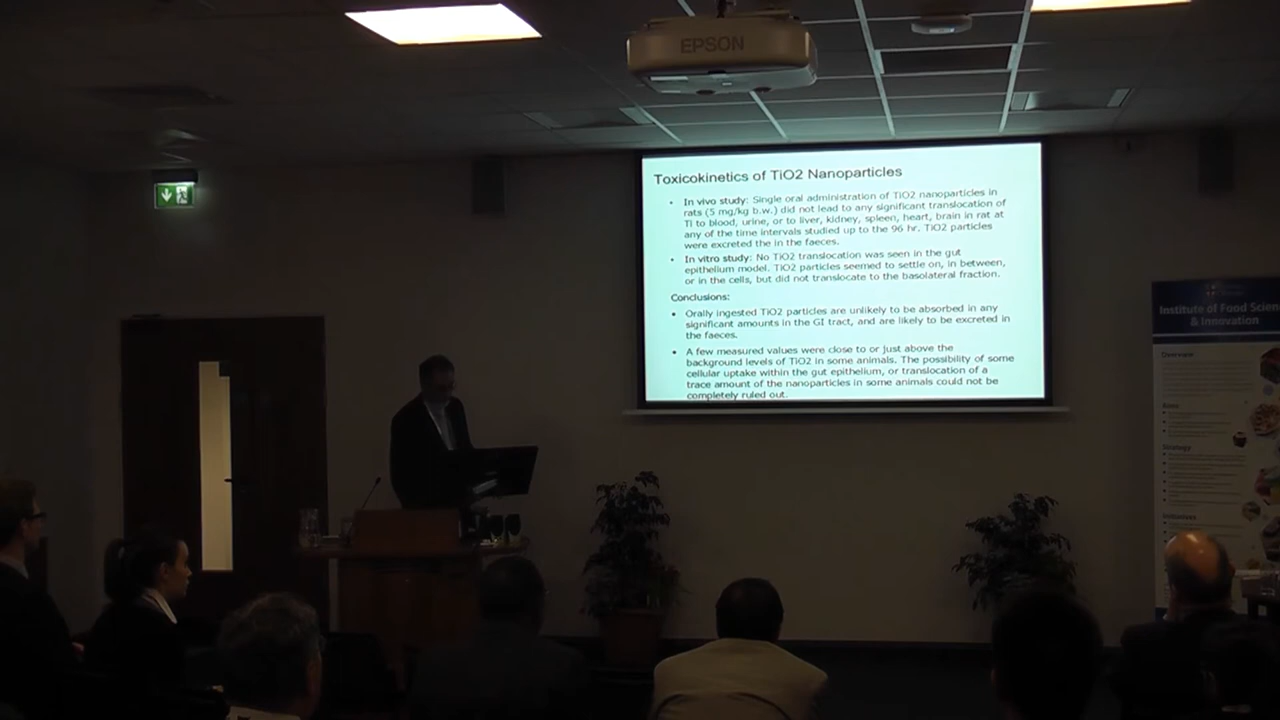 EPSON
Toxicokinetics of TiO2 Nanoparticles
• In vivo study: Single oral administration of TiO2 nanoparticles in
rats (5 mg/kg b.w.) did not lead to any significant translocation of
Ti to blood, urine, or to liver, kidney, spleen, heart, brain in rat at
any of the time intervals studied up to the 96 hr. TiO2 particles
were excreted the in the faeces.
• In vitro study: No TiO2 translocation was seen in the gut
epithelium model. TiO2 particles seemed to settle on, in between,
or in the cells, but did not translocate to the basolateral fraction.
Conclusions:
• Orally ingested TiO2 particles are unlikely to be absorbed in any
significant amounts in the GI tract, and are likely to be excreted in
the faeces.
• A few measured values were close to or just above the
background levels of TiO2 in some animals. The possibility of some
cellular uptake within the gut epithelium, or translocation of a
trace amount of the nanoparticles in some animals could not be
completely ruled out.
Institute of Food Scien
& Innovation
Overview
Strategy